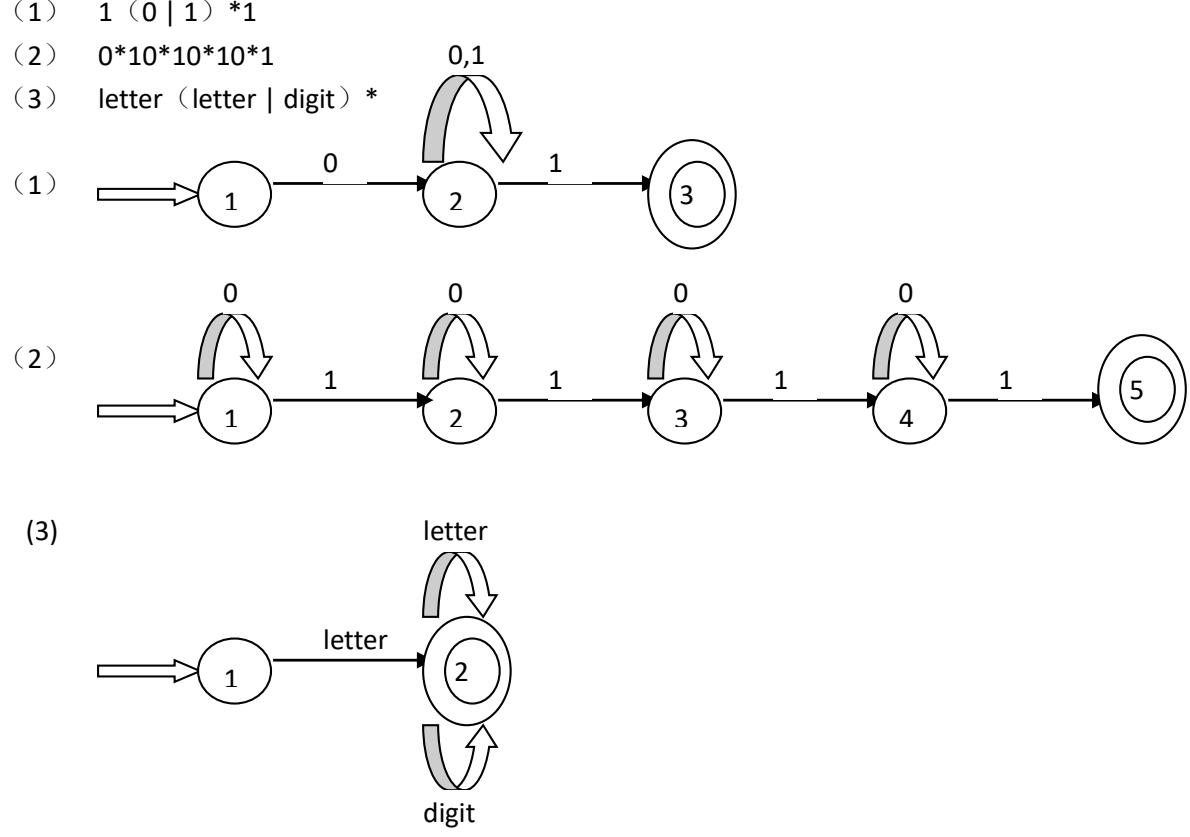 （1） 1（0 | 1）*1
（2） 0*10*10*10*1
（3） letter（letter | digit）*
0,1
（1） 1 0 2 1 3
0 0 0 0
（2） 1 1 2 1 3 1 4 1 5
(3) letter
1 letter 2
digit